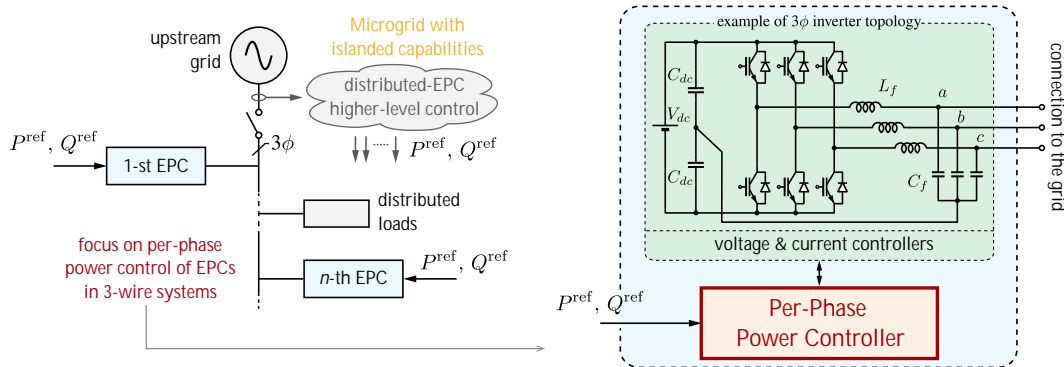 upstream
grid
Microgrid with
islanded capabilities
distributed-EPC
higher-level control
P^ref, Q^ref
3ϕ
P^ref, Q^ref
1-st EPC
distributed
loads
focus on per-phase
power control of EPCs
in 3-wire systems
n-th EPC
P^ref, Q^ref
example of 3ϕ inverter topology
C_dc
V_dc
C_dc
L_f
a
b
c
C_f
connection to the grid
voltage & current controllers
P^ref, Q^ref
Per-Phase
Power Controller